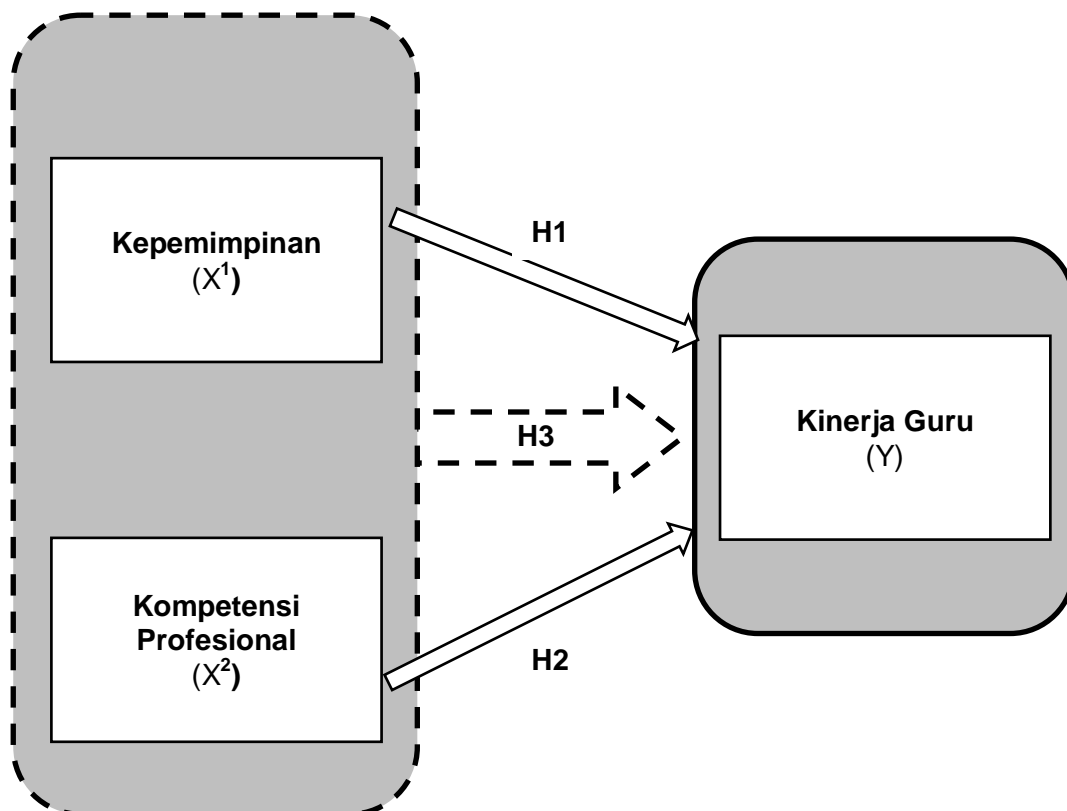 Kepemimpinan
(X¹)
H1
Kinerja Guru
(Y)
H3
Kompetensi
Profesional
(X²)
H2